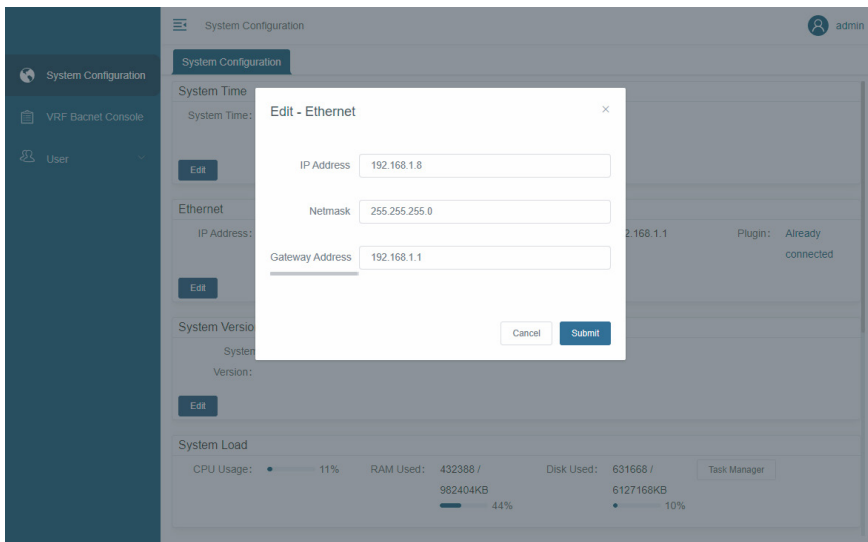 System Configuration
admin
System Configuration
VRF Bacnet Console
User
System Configuration
System Time
System Time:
Edit
Ethernet
IP Address:
2.168.1.1
Plugin: Already
connected
Edit
System Versio
System
Version:
Edit
System Load
CPU Usage: 11%
RAM Used: 432388 /
982404KB
44%
Disk Used: 631668 /
6127168KB
10%
Task Manager
Edit - Ethernet
×
IP Address 192.168.1.8
Netmask 255.255.255.0
Gateway Address 192.168.1.1
Cancel Submit